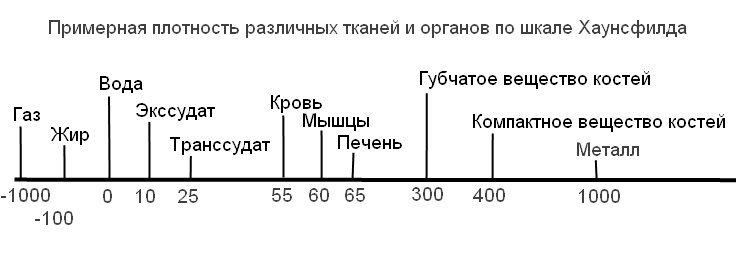 Примерная плотность различных тканей и органов по шкале Хаунсфилда
Газ
Жир
Вода
Экссудат
Транссудат
Кровь
Мышцы
Печень
Губчатое вещество костей
Компактное вещество костей
Металл
-1000
-100
0
10
25
55
60
65
300
400
1000